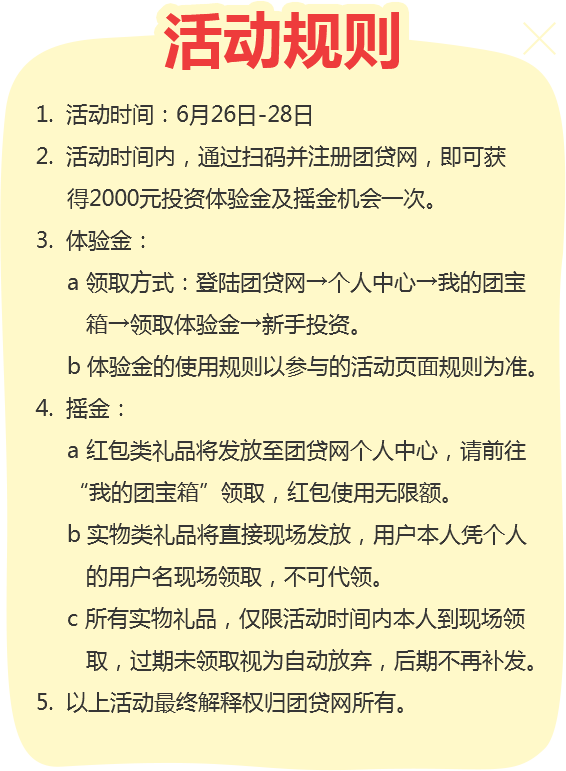 活动规则
1. 活动时间：6月26日-28日
2. 活动时间内，通过扫码并注册团贷网，即可获
得2000元投资体验金及摇金机会一次。
3. 体验金：
a 领取方式：登陆团贷网→个人中心→我的团宝
箱→领取体验金→新手投资。
b 体验金的使用规则以参与的活动页面规则为准。
4. 摇金：
a 红包类礼品将发放至团贷网个人中心，请前往
“我的团宝箱”领取，红包使用无限额。
b 实物类礼品将直接现场发放，用户本人凭个人
的用户名现场领取，不可代领。
c 所有实物礼品，仅限活动时间内本人到现场领
取，过期未领取视为自动放弃，后期不再补发。
5. 以上活动最终解释权归团贷网所有。